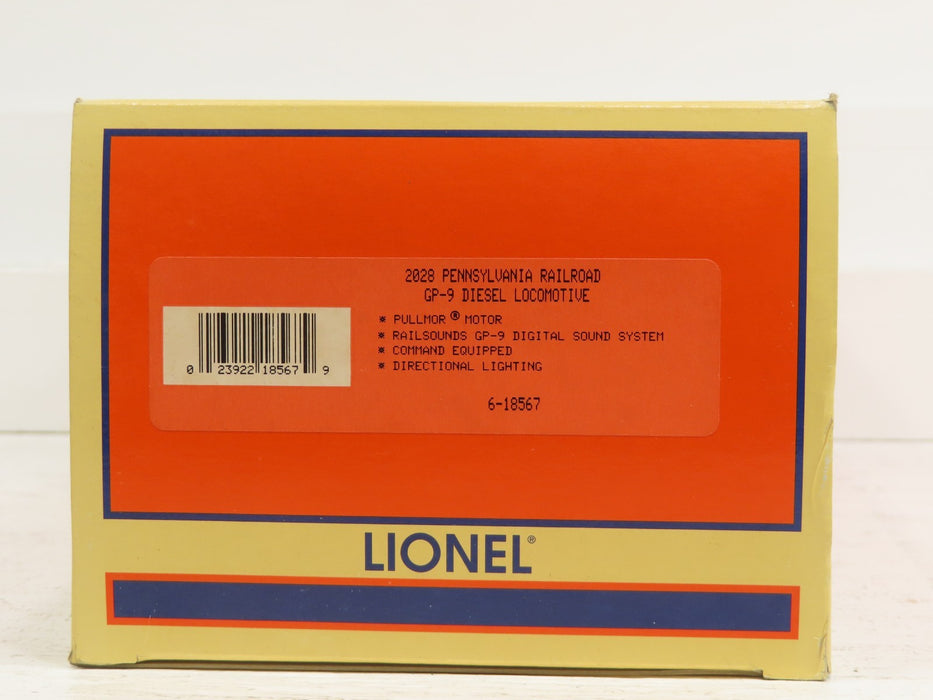 2028 PENNSYLVANIA RAILROAD
GP-9 DIESEL LOCOMOTIVE
* PULLMOR® MOTOR
* RAILSOUNDS GP-9 DIGITAL SOUND SYSTEM
* COMMAND EQUIPPED
* DIRECTIONAL LIGHTING
0 23922 18567 9
6-18567
LIONEL®